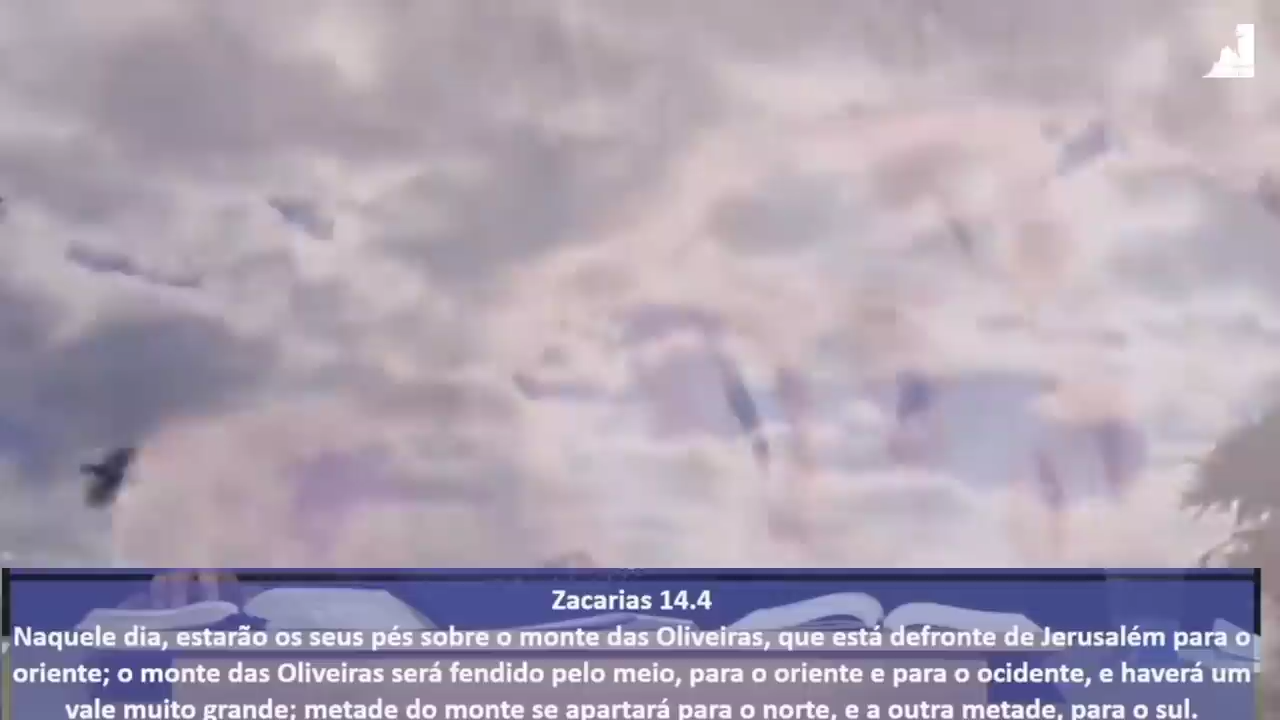 Zacarias 14.4
Naquele dia, estarão os seus pés sobre o monte das Oliveiras, que está defronte de Jerusalém para o
oriente; o monte das Oliveiras será fendido pelo meio, para o oriente e para o ocidente, e haverá um
vale muito grande; metade do monte se apartará para o norte, e a outra metade, para o sul.